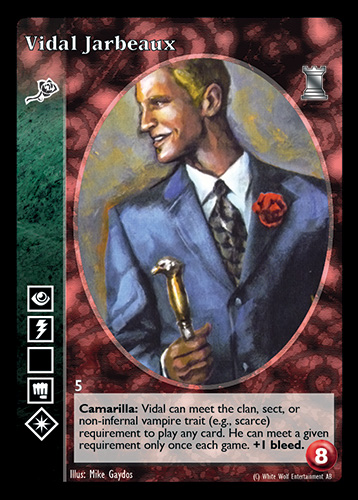 Vidal Jarbeaux
5
Camarilla: Vidal can meet the clan, sect, or
non-infernal vampire trait (e.g., scarce)
requirement to play any card. He can meet a given
requirement only once each game. +1 bleed.
8
Illus: Mike Gaydos
(C) White Wolf Entertainment AB